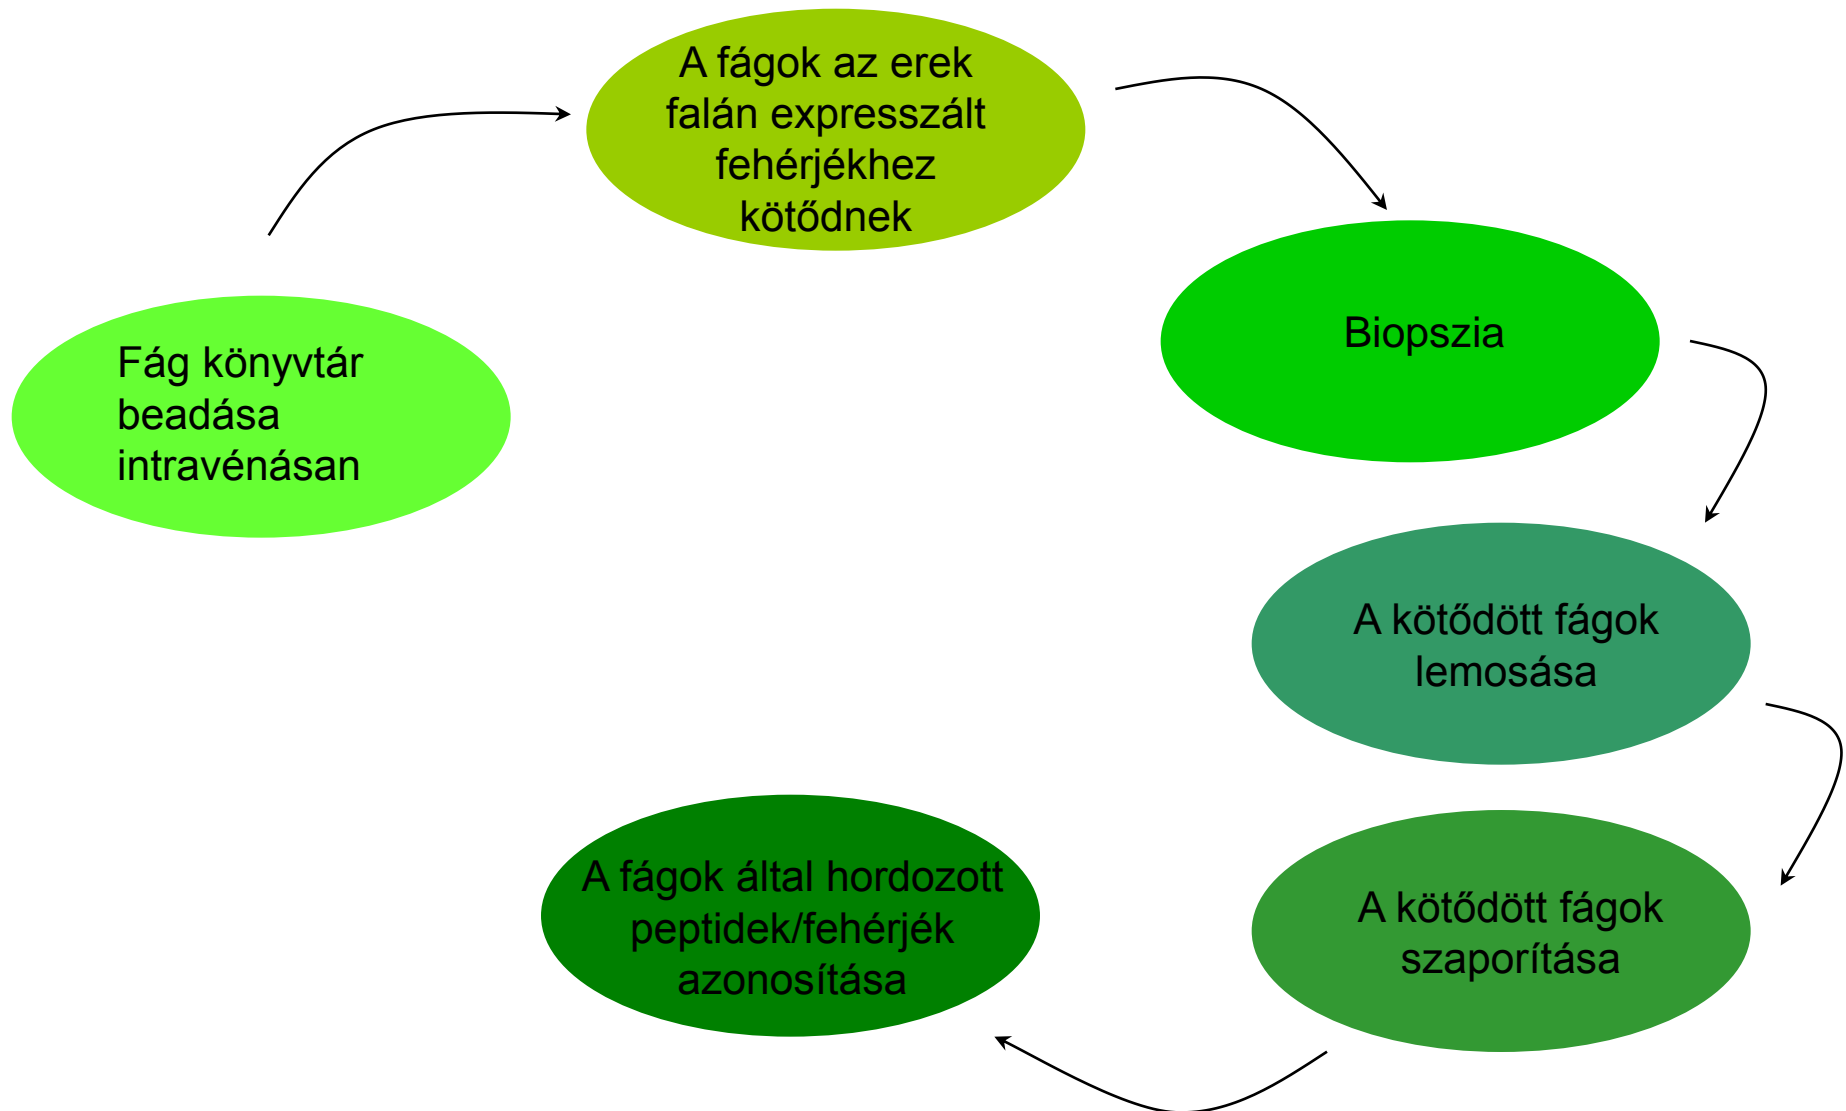 Fág könyvtár
beadása
intravénásan
A fágok az erek
falán expresszált
fehérjékhez
kötődnek
Biopszia
A kötődött fágok
lemosása
A kötődött fágok
szaporítása
A fágok által hordozott
peptidek/fehérjék
azonosítása